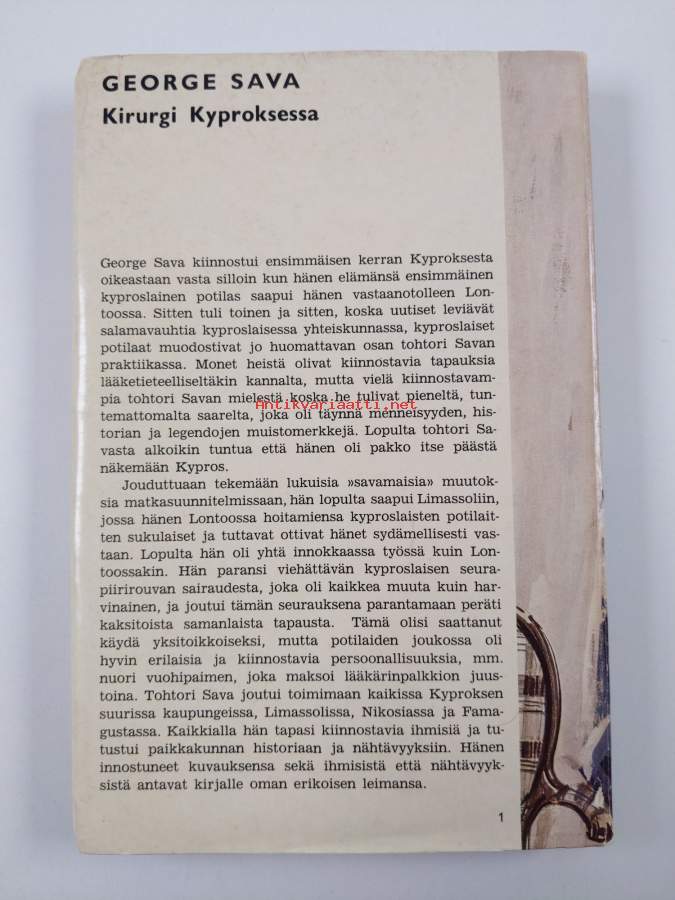 GEORGE SAVA
Kirurgi Kyproksessa
George Sava kiinnostui ensimmäisen kerran Kyproksesta
oikeastaan vasta silloin kun hänen elämänsä ensimmäinen
kyproslainen potilas saapui hänen vastaanotolleen Lon-
toossa. Sitten tuli toinen ja sitten, koska uutiset leviävät
salamavauhtia kyproslaisessa yhteiskunnassa, kyproslaiset
potilaat muodostivat jo huomattavan osan tohtori Savan
praktiikassa. Monet heistä olivat kiinnostavia tapauksia
lääketieteelliseltäkin kannalta, mutta vielä kiinnostavam-
pia tohtori Savan mielestä koska he tulivat pieneltä, tun-
Antikvariaatti.net
temattomalta saarelta, joka oli täynnä menneisyyden, his-
torian ja legendojen muistomerkkejä. Lopulta tohtori Sa-
vasta alkoikin tuntua että hänen oli pakko itse päästä
näkemään Kypros.
Jouduttuaan tekemään lukuisia »savamaisia» muutok-
sia matkasuunnitelmissaan, hän lopulta saapui Limassoliin,
jossa hänen Lontoossa hoitamiensa kyproslaisten potilait-
ten sukulaiset ja tuttavat ottivat hänet sydämellisesti vas-
taan. Lopulta hän oli yhtä innokkaassa työssä kuin Lon-
toossakin. Hän paransi viehättävän kyproslaisen seura-
piirirouvan sairaudesta, joka oli kaikkea muuta kuin har-
vinainen, ja joutui tämän seurauksena parantamaan peräti
kaksitoista samanlaista tapausta. Tämä olisi saattanut
käydä yksitoikkoiseksi, mutta potilaiden joukossa oli
hyvin erilaisia ja kiinnostavia persoonallisuuksia, mm.
nuori vuohipaimen, joka maksoi lääkärinpalkkion juus-
toina. Tohtori Sava joutui toimimaan kaikissa Kyproksen
suurissa kaupungeissa, Limassolissa, Nikosiassa ja Fama-
gustassa. Kaikkialla hän tapasi kiinnostavia ihmisiä ja tu-
tustui paikkakunnan historiaan ja nähtävyyksiin. Hänen
innostuneet kuvauksensa sekä ihmisistä että nähtävyyk-
sistä antavat kirjalle oman erikoisen leimansa.
1